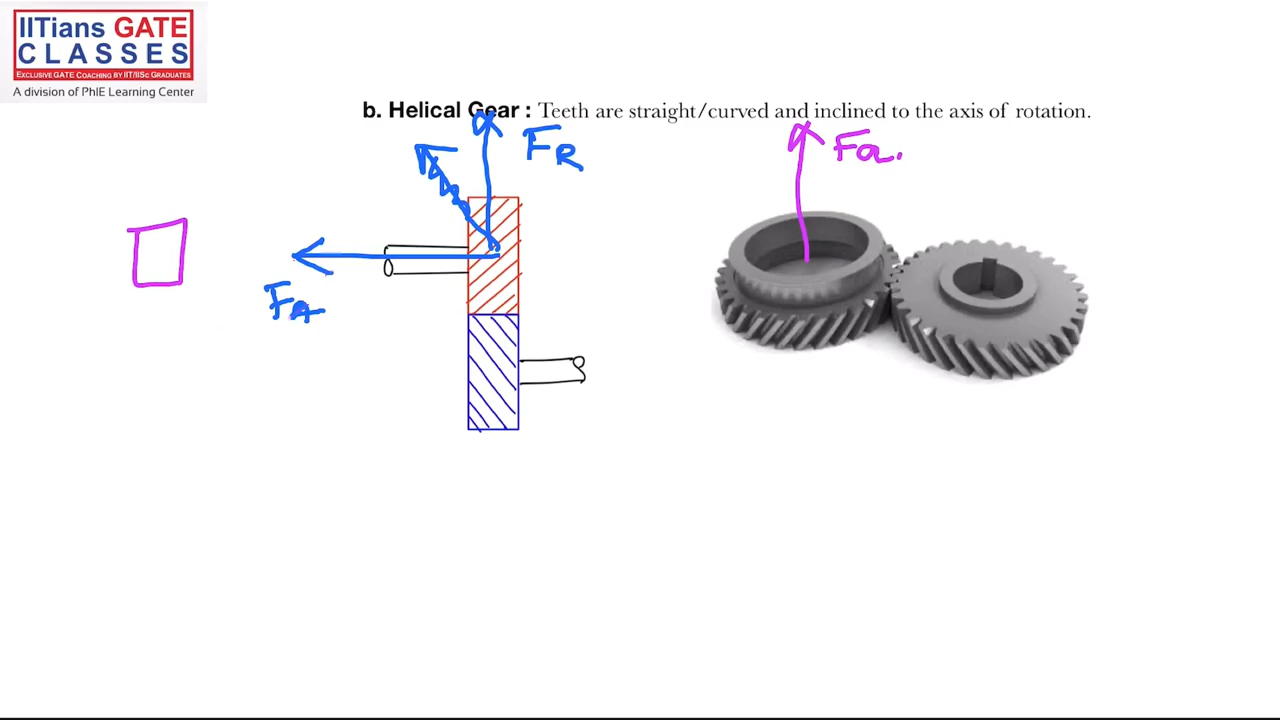 IITians GATE
CLASSES
EXCLUSIVE GATE COACHING BY IIT/IISc GRADUATES
A division of PhIE Learning Center
b. Helical Gear : Teeth are straight/curved and inclined to the axis of rotation.
FR
Fa.
FA